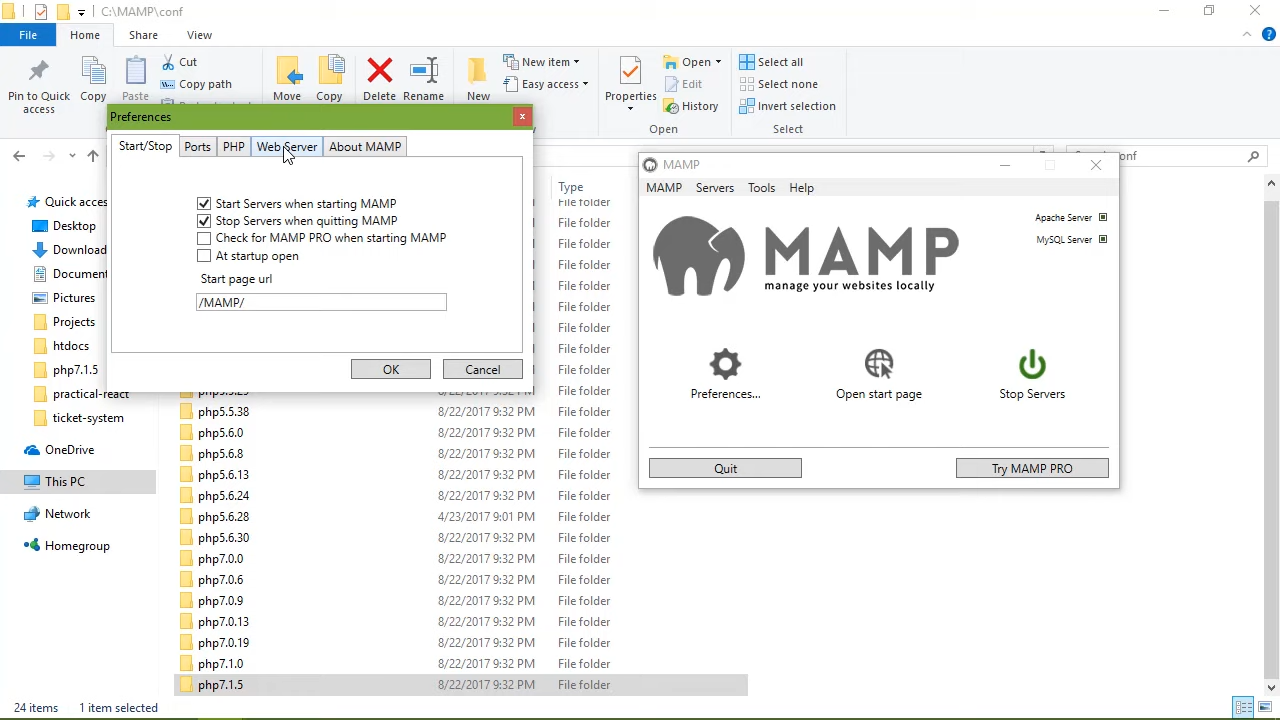 C:\MAMP\conf
File
Home
Share
View
Pin to Quick access
Copy
Paste
Cut
Copy path
Move
Copy
Delete
Rename
New
New item
Easy access
Properties
Open
Edit
History
Open
Select all
Select none
Invert selection
Select
conf
Type
Quick acces
Desktop
Download
Document
Pictures
Projects
htdocs
php7.1.5
practical-react
ticket-system
OneDrive
This PC
Network
Homegroup
Preferences
x
Start/Stop
Ports
PHP
Web Server
About MAMP
Start Servers when starting MAMP
Stop Servers when quitting MAMP
Check for MAMP PRO when starting MAMP
At startup open
Start page url
/MAMP/
OK
Cancel
File folder
File folder
File folder
File folder
File folder
File folder
File folder
File folder
File folder
File folder
php5.5.38 8/22/2017 9:32 PM File folder
php5.6.0 8/22/2017 9:32 PM File folder
php5.6.8 8/22/2017 9:32 PM File folder
php5.6.13 8/22/2017 9:32 PM File folder
php5.6.24 8/22/2017 9:32 PM File folder
php5.6.28 4/23/2017 9:01 PM File folder
php5.6.30 8/22/2017 9:32 PM File folder
php7.0.0 8/22/2017 9:32 PM File folder
php7.0.6 8/22/2017 9:32 PM File folder
php7.0.9 8/22/2017 9:32 PM File folder
php7.0.13 8/22/2017 9:32 PM File folder
php7.0.19 8/22/2017 9:32 PM File folder
php7.1.0 8/22/2017 9:32 PM File folder
php7.1.5 8/22/2017 9:32 PM File folder
MAMP
MAMP
Servers
Tools
Help
Apache Server
MySQL Server
MAMP
manage your websites locally
Preferences...
Open start page
Stop Servers
Quit
Try MAMP PRO
24 items
1 item selected